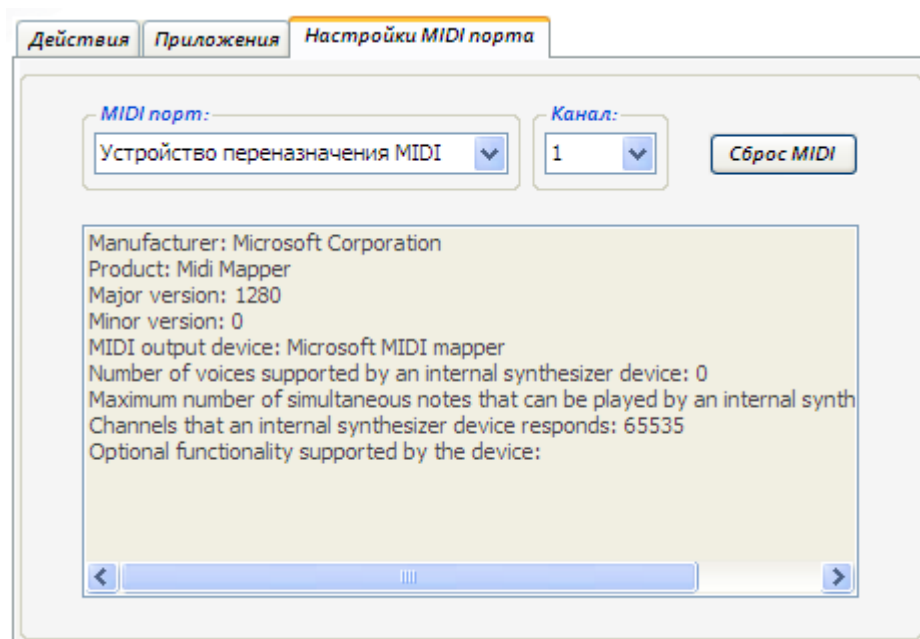 Действия Приложения Настройки MIDI порта
MIDI порт: Канал:
Устройство переназначения MIDI 1 Сброс MIDI
Manufacturer: Microsoft Corporation
Product: Midi Mapper
Major version: 1280
Minor version: 0
MIDI output device: Microsoft MIDI mapper
Number of voices supported by an internal synthesizer device: 0
Maximum number of simultaneous notes that can be played by an internal synth
Channels that an internal synthesizer device responds: 65535
Optional functionality supported by the device: